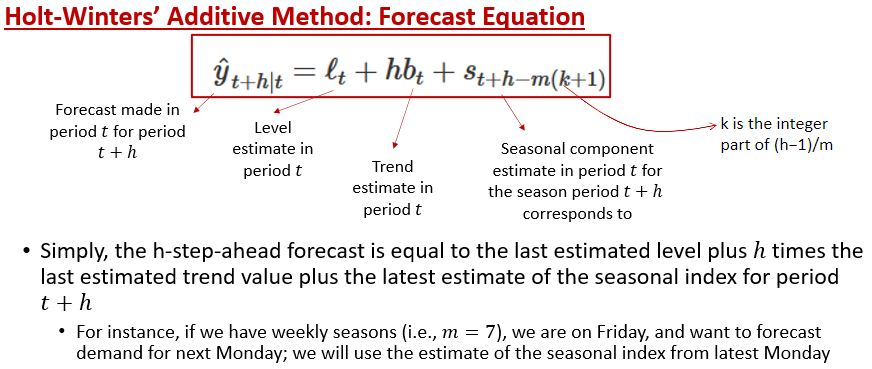 Holt-Winters' Additive Method: Forecast Equation
ŷ t+h|t = ℓt + hbt + st+h−m(k+1)
Forecast made in
period t for period
t + h
Level
estimate in
period t
Trend
estimate in
period t
Seasonal component
estimate in period t for
the season period t + h
corresponds to
k is the integer
part of (h−1)/m
• Simply, the h-step-ahead forecast is equal to the last estimated level plus h times the
last estimated trend value plus the latest estimate of the seasonal index for period
t + h
• For instance, if we have weekly seasons (i.e., m = 7), we are on Friday, and want to forecast
demand for next Monday; we will use the estimate of the seasonal index from latest Monday